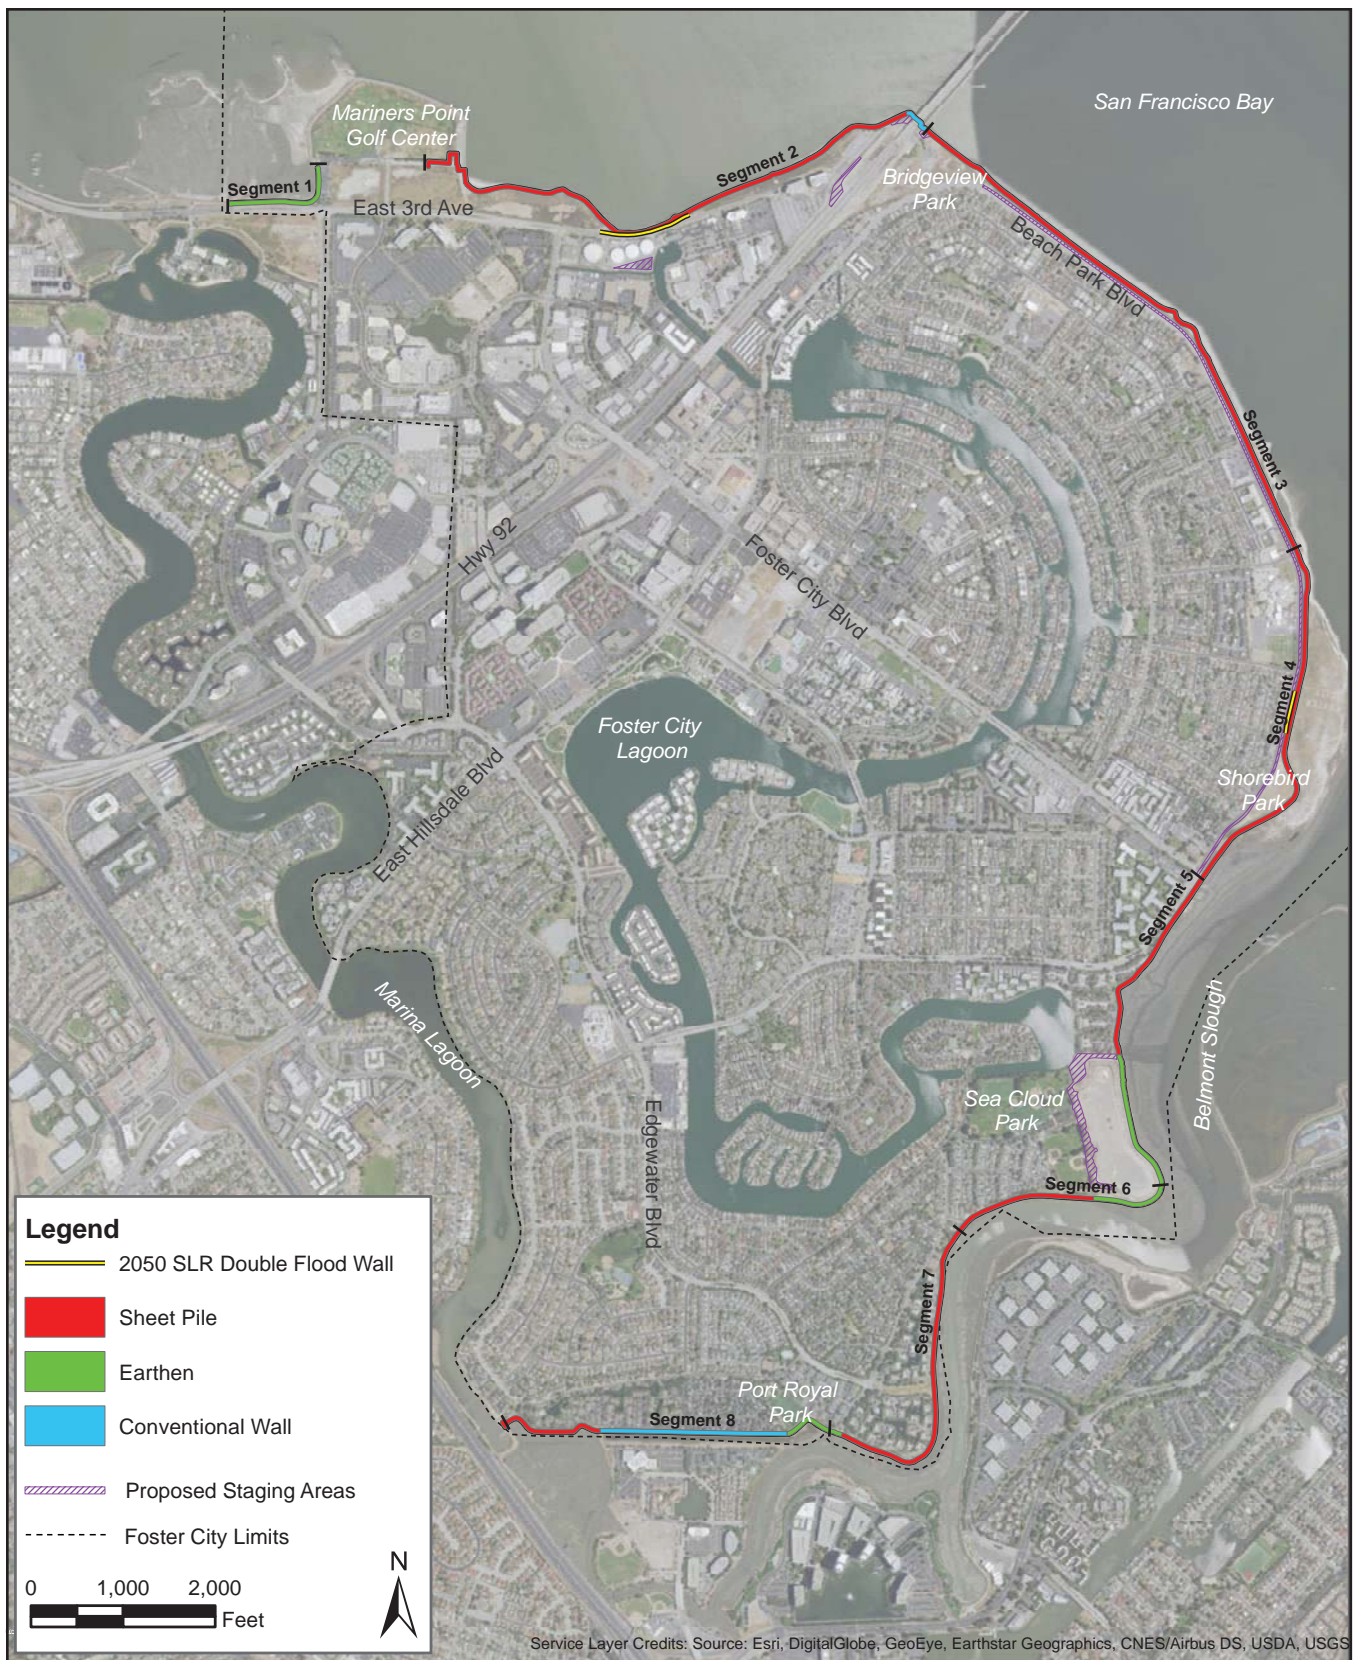 San Francisco Bay
Mariners Point
Golf Center
Segment 1
East 3rd Ave
Segment 2
Bridgeview
Park
Beach Park Blvd
Segment 3
Hwy 92
Foster City Blvd
Segment 4
Foster City
Lagoon
Shorebird
Park
East Hillsdale Blvd
Segment 5
Marina Lagoon
Belmont Slough
Sea Cloud
Park
Edgewater Blvd
Segment 6
Segment 7
Port Royal
Park
Segment 8
Legend
2050 SLR Double Flood Wall
Sheet Pile
Earthen
Conventional Wall
Proposed Staging Areas
Foster City Limits
N
0 1,000 2,000
Feet
Service Layer Credits: Source: Esri, DigitalGlobe, GeoEye, Earthstar Geographics, CNES/Airbus DS, USDA, USGS